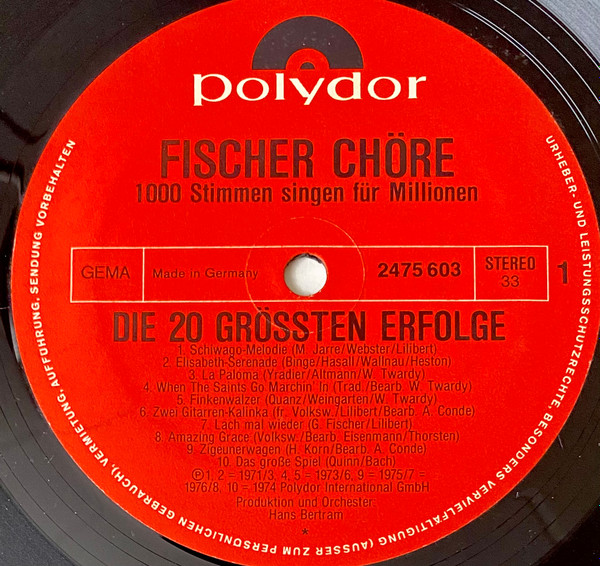 polydor
FISCHER CHÖRE
1000 Stimmen singen für Millionen
GEMA
Made in Germany
2475 603
STEREO
33
1
DIE 20 GRÖSSTEN ERFOLGE
1. Schiwago-Melodie (M. Jarre/Webster/Lilibert)
2. Elisabeth-Serenade (Binge/Hasall/Wallnau/Heston)
3. La Paloma (Yradier/Alfmann/W. Twardy)
4. When The Saints Go Marchin' In (Trad./Bearb. W. Twardy)
5. Finkenwalzer (Quanz/Weingarten/W. Twardy)
6. Zwei Gitarren-Kalinka (fr. Volksw./Lilibert/Bearb. A. Conde)
7. Lach mal wieder (G. Fischer/Lilibert)
8. Amazing Grace (Volksw./Bearb. Eisenmann/Thorsten)
9. Zigeunerwagen (H. Korn/Bearb. A. Conde)
10. Das große Spiel (Quinn/Bach)
Ⓟ 1, 2 = 1971/3, 4, 5 = 1973/6, 9 = 1975/7 =
1976/8, 10 = 1974 Polydor International GmbH
Produktion und Orchester:
Hans Bertram
*
URHEBER- UND LEISTUNGSSCHUTZRECHTE, BESONDERS VERVIELFÄLTIGUNG (AUSSER ZUM PERSÖNLICHEN GEBRAUCH), VERMIETUNG, AUFFÜHRUNG, SENDUNG VORBEHALTEN